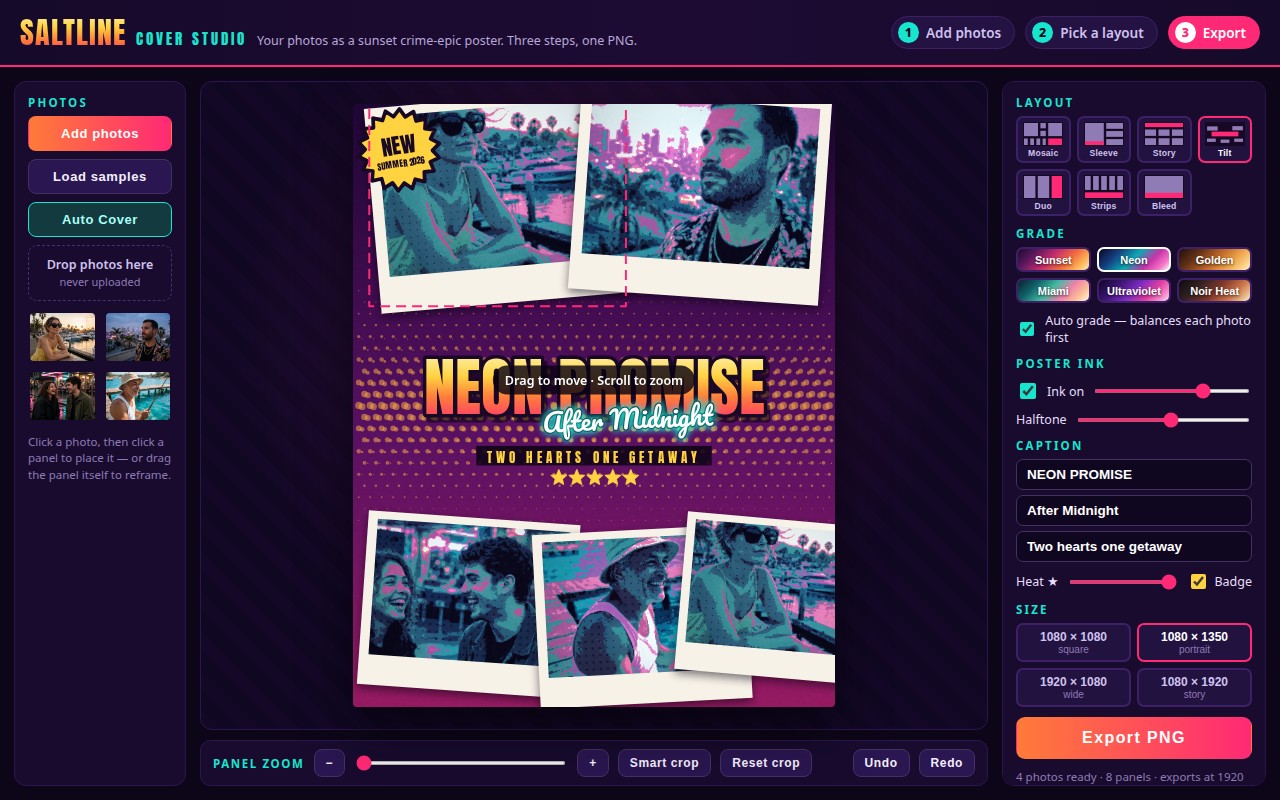 SALTLINE COVER STUDIO Your photos as a sunset crime-epic poster. Three steps, one PNG.
1 Add photos
2 Pick a layout
3 Export
PHOTOS
Add photos
Load samples
Auto Cover
Drop photos here
never uploaded
Click a photo, then click a
panel to place it — or drag
the panel itself to reframe.
NEW
SUMMER 2026
NEON PROMISE
Drag to move · Scroll to zoom
After Midnight
TWO HEARTS ONE GETAWAY
★★★★★
PANEL ZOOM
−
+
Smart crop
Reset crop
Undo
Redo
LAYOUT
Mosaic
Sleeve
Story
Tilt
Duo
Strips
Bleed
GRADE
Sunset
Neon
Golden
Miami
Ultraviolet
Noir Heat
Auto grade — balances each photo
first
POSTER INK
Ink on
Halftone
CAPTION
NEON PROMISE
After Midnight
Two hearts one getaway
Heat ★
Badge
SIZE
1080 × 1080
square
1080 × 1350
portrait
1920 × 1080
wide
1080 × 1920
story
Export PNG
4 photos ready · 8 panels · exports at 1920